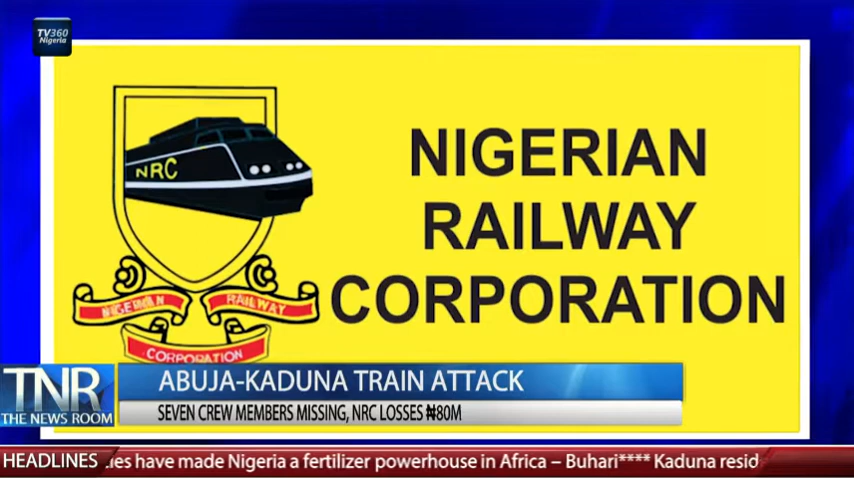 TV360
Nigeria
NRC
NIGERIAN
RAILWAY
CORPORATION
NIGERIAN RAILWAY
CORPORATION
TNR
THE NEWS ROOM
ABUJA-KADUNA TRAIN ATTACK
SEVEN CREW MEMBERS MISSING, NRC LOSSES ₦80M
HEADLINES
have made Nigeria a fertilizer powerhouse in Africa – Buhari**** Kaduna resid